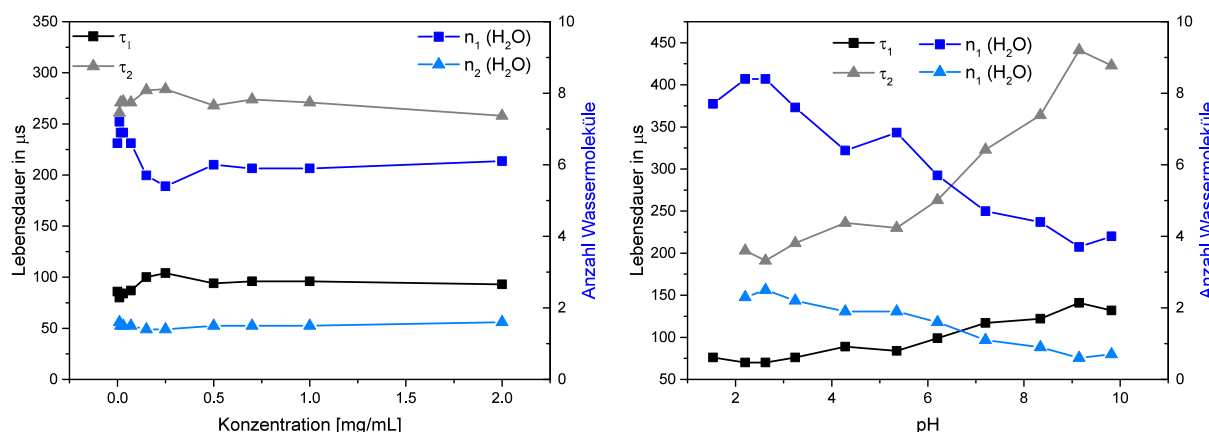 350
300
250
200
150
100
50
0
Lebensdauer in µs
0.0 0.5 1.0 1.5 2.0
Konzentration [mg/mL]
10
8
6
4
2
0
Anzahl Wassermoleküle
τ₁ n₁ (H₂O)
τ₂ n₂ (H₂O)
450
400
350
300
250
200
150
100
50
Lebensdauer in µs
2 4 6 8 10
pH
10
8
6
4
2
0
Anzahl Wassermoleküle
τ₁ n₁ (H₂O)
τ₂ n₁ (H₂O)